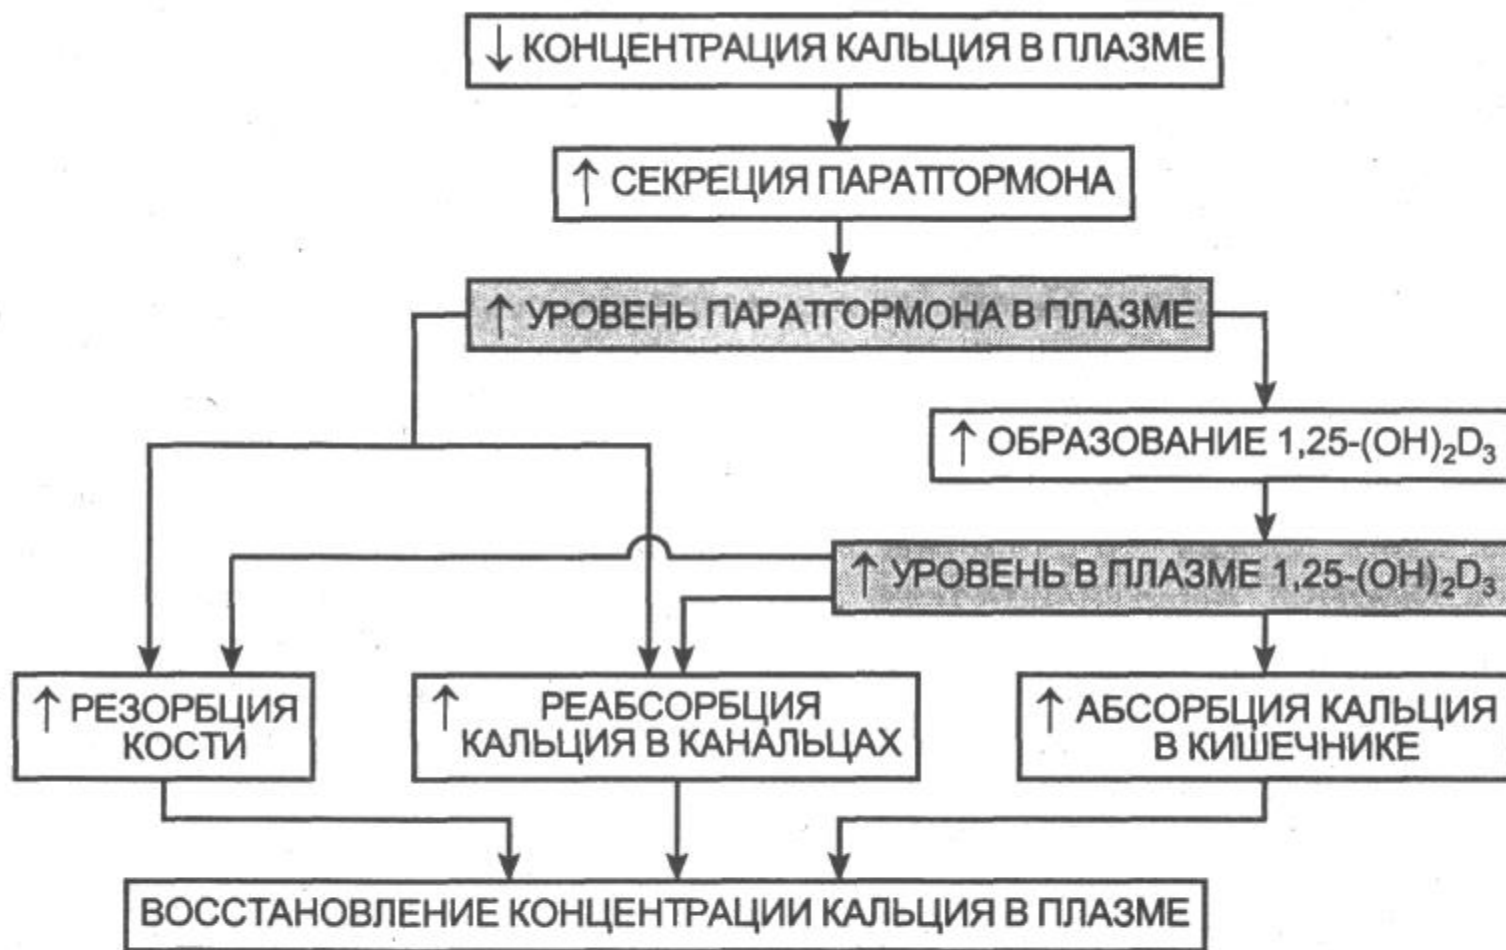 ↓ КОНЦЕНТРАЦИЯ КАЛЬЦИЯ В ПЛАЗМЕ
↑ СЕКРЕЦИЯ ПАРАТГОРМОНА
↑ УРОВЕНЬ ПАРАТГОРМОНА В ПЛАЗМЕ
↑ ОБРАЗОВАНИЕ 1,25-(OH)₂D₃
↑ УРОВЕНЬ В ПЛАЗМЕ 1,25-(OH)₂D₃
↑ РЕЗОРБЦИЯ
КОСТИ
↑ РЕАБСОРБЦИЯ
КАЛЬЦИЯ В КАНАЛЬЦАХ
↑ АБСОРБЦИЯ КАЛЬЦИЯ
В КИШЕЧНИКЕ
ВОССТАНОВЛЕНИЕ КОНЦЕНТРАЦИИ КАЛЬЦИЯ В ПЛАЗМЕ